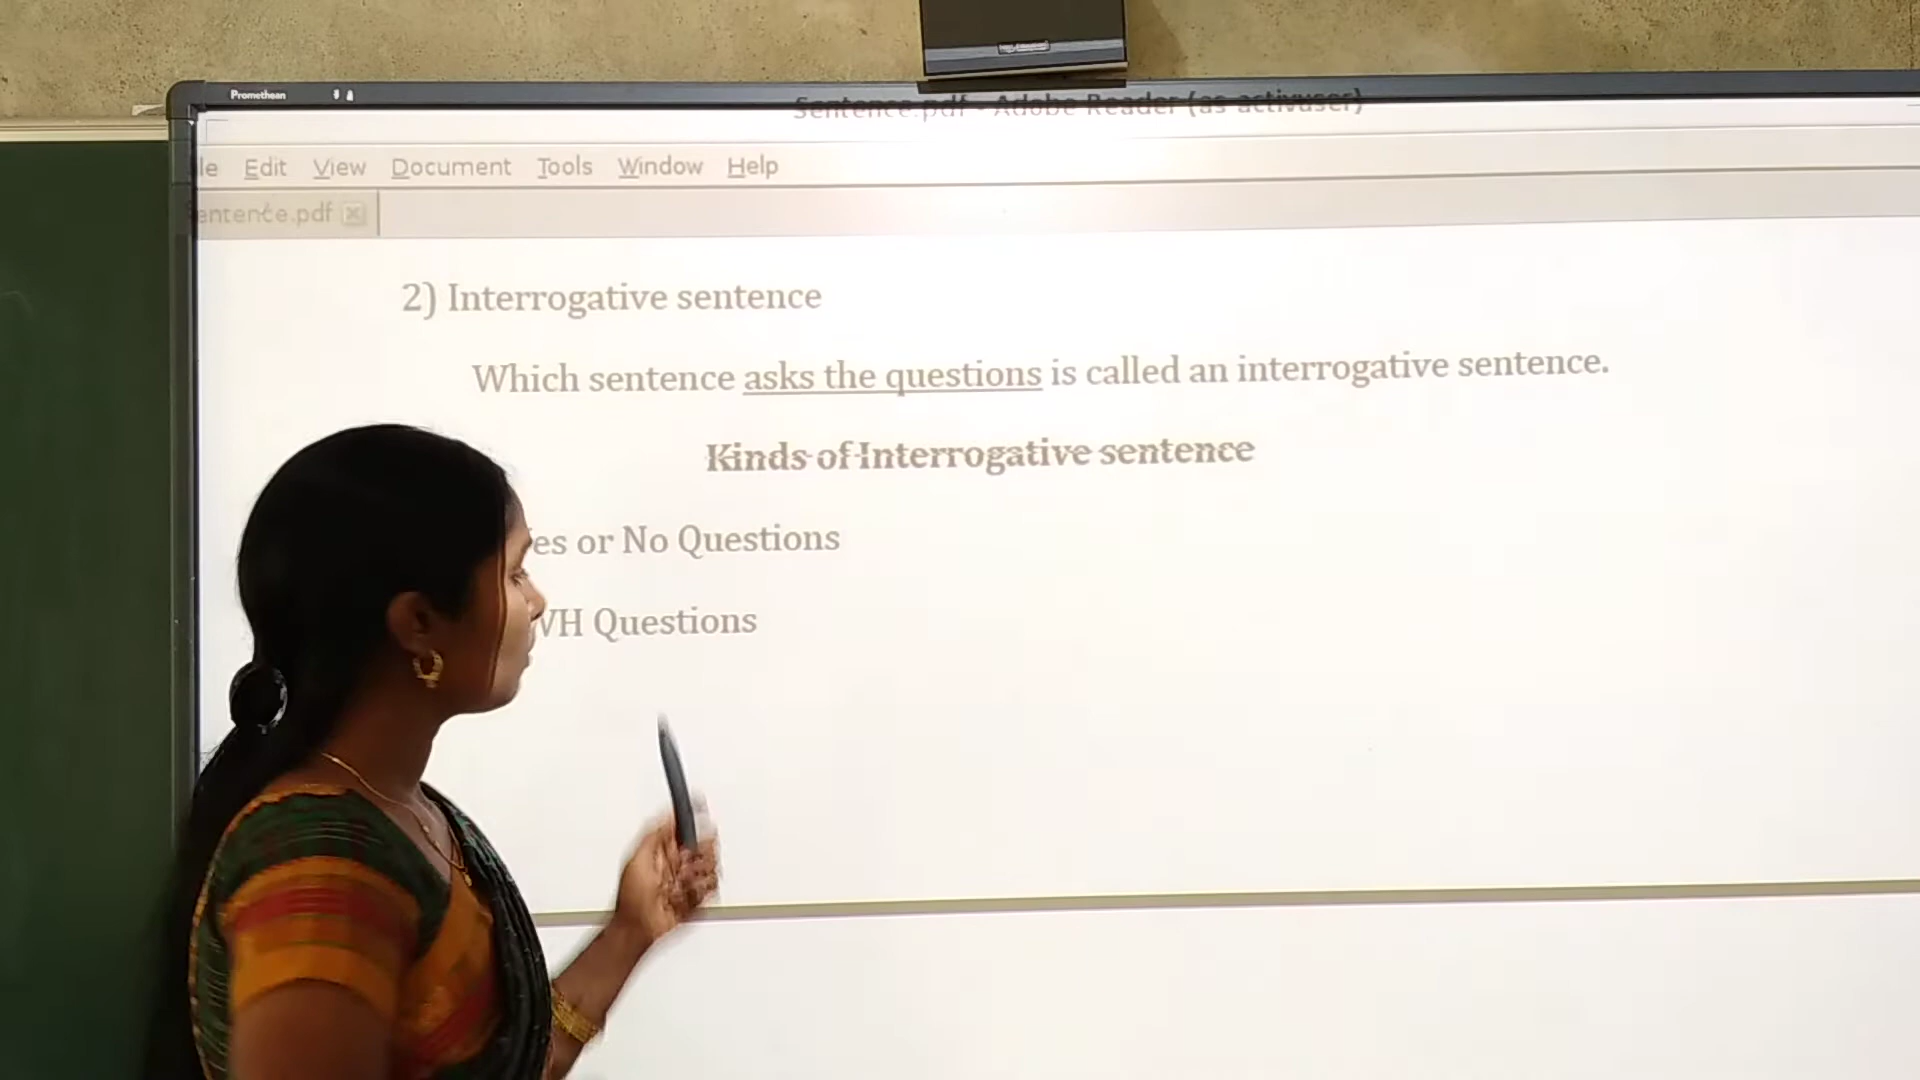 Promethean
Sentence.pdf - Adobe Reader (as activuser)
le Edit View Document Tools Window Help
entence.pdf
2) Interrogative sentence
Which sentence asks the questions is called an interrogative sentence.
Kinds of Interrogative sentence
es or No Questions
WH Questions